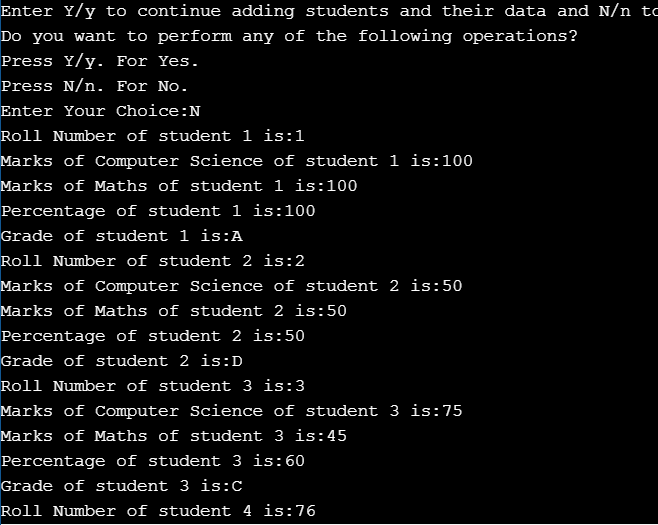 Enter Y/y to continue adding students and their data and N/n to
Do you want to perform any of the following operations?
Press Y/y. For Yes.
Press N/n. For No.
Enter Your Choice:N
Roll Number of student 1 is:1
Marks of Computer Science of student 1 is:100
Marks of Maths of student 1 is:100
Percentage of student 1 is:100
Grade of student 1 is:A
Roll Number of student 2 is:2
Marks of Computer Science of student 2 is:50
Marks of Maths of student 2 is:50
Percentage of student 2 is:50
Grade of student 2 is:D
Roll Number of student 3 is:3
Marks of Computer Science of student 3 is:75
Marks of Maths of student 3 is:45
Percentage of student 3 is:60
Grade of student 3 is:C
Roll Number of student 4 is:76